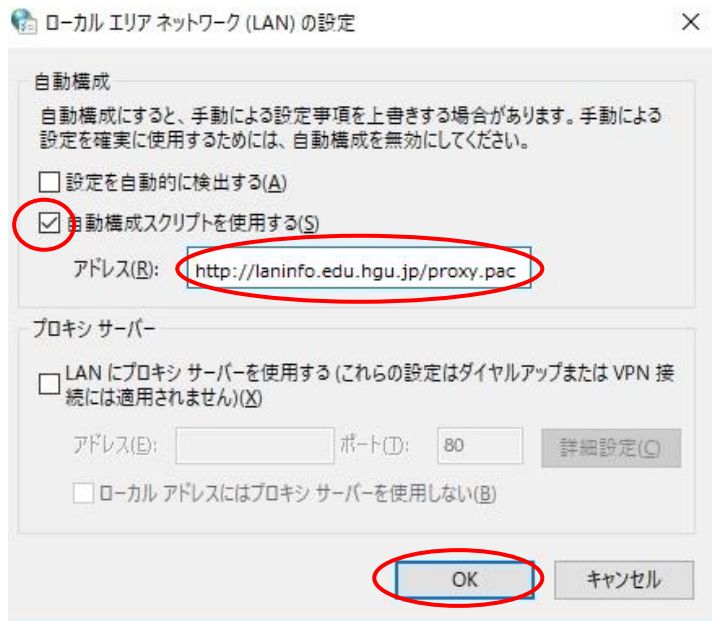 ローカル エリア ネットワーク (LAN) の設定
自動構成
自動構成にすると、手動による設定事項を上書きする場合があります。手動による
設定を確実に使用するためには、自動構成を無効にしてください。
設定を自動的に検出する(A)
自動構成スクリプトを使用する(S)
アドレス(R): http://laninfo.edu.hgu.jp/proxy.pac
プロキシ サーバー
LAN にプロキシ サーバーを使用する (これらの設定はダイヤルアップまたは VPN 接
続には適用されません)(X)
アドレス(E): ポート(T): 80 詳細設定(C)
ローカル アドレスにはプロキシ サーバーを使用しない(B)
OK キャンセル